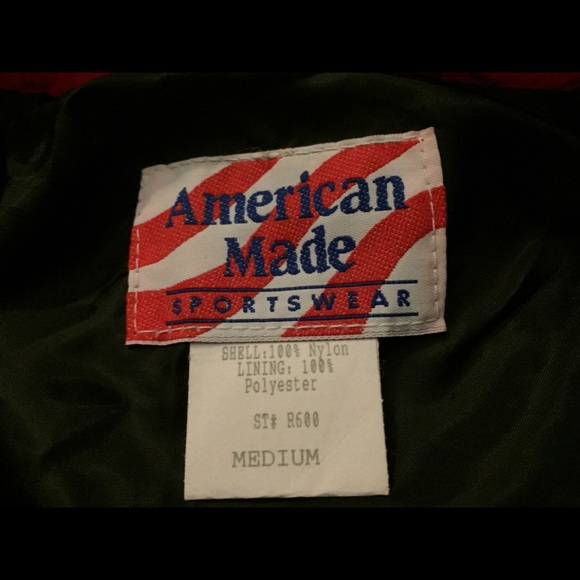 American
Made
SPORTSWEAR
SHELL:100% Nylon
LINING: 100%
Polyester
ST# R600
MEDIUM